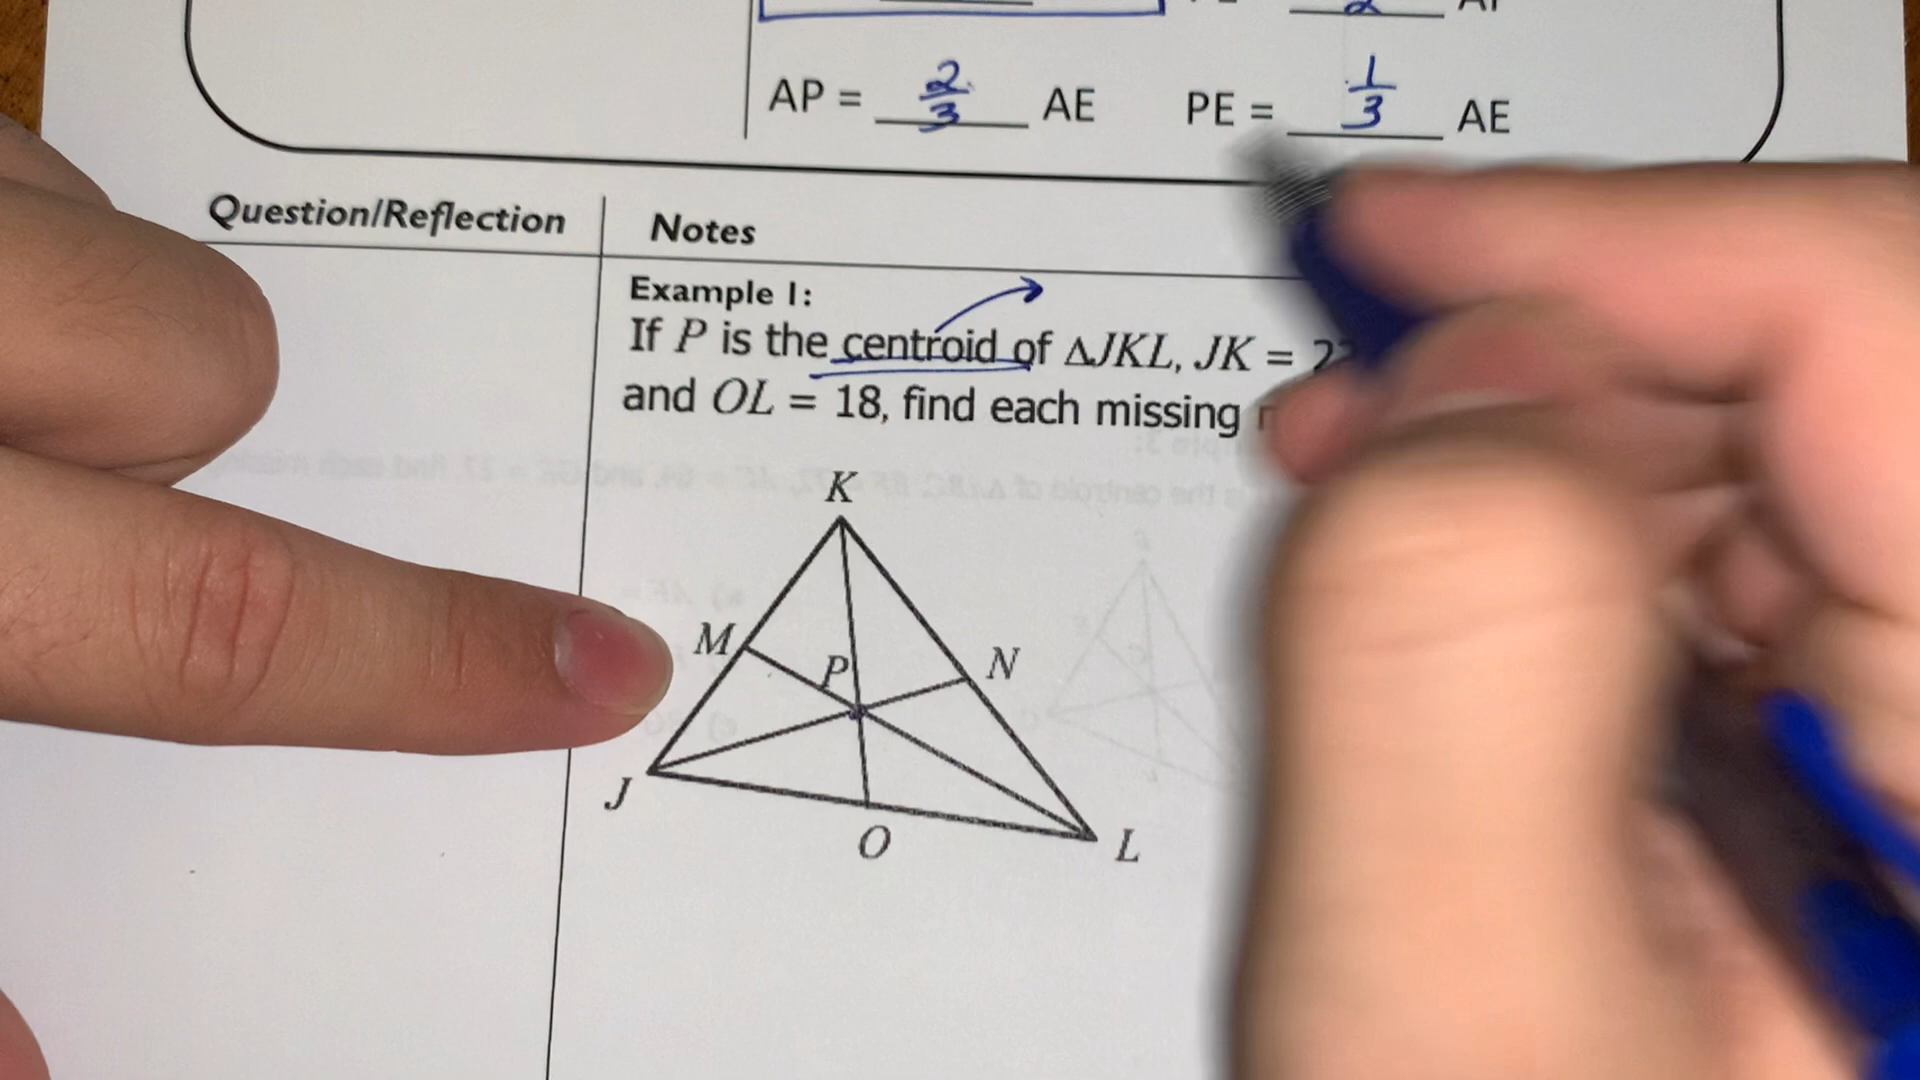 AP = 2/3 AE PE = 1/3 AE
Question/Reflection Notes
Example 1:
If P is the centroid of ΔJKL, JK =
and OL = 18, find each missing
K
M
P
N
J
O
L